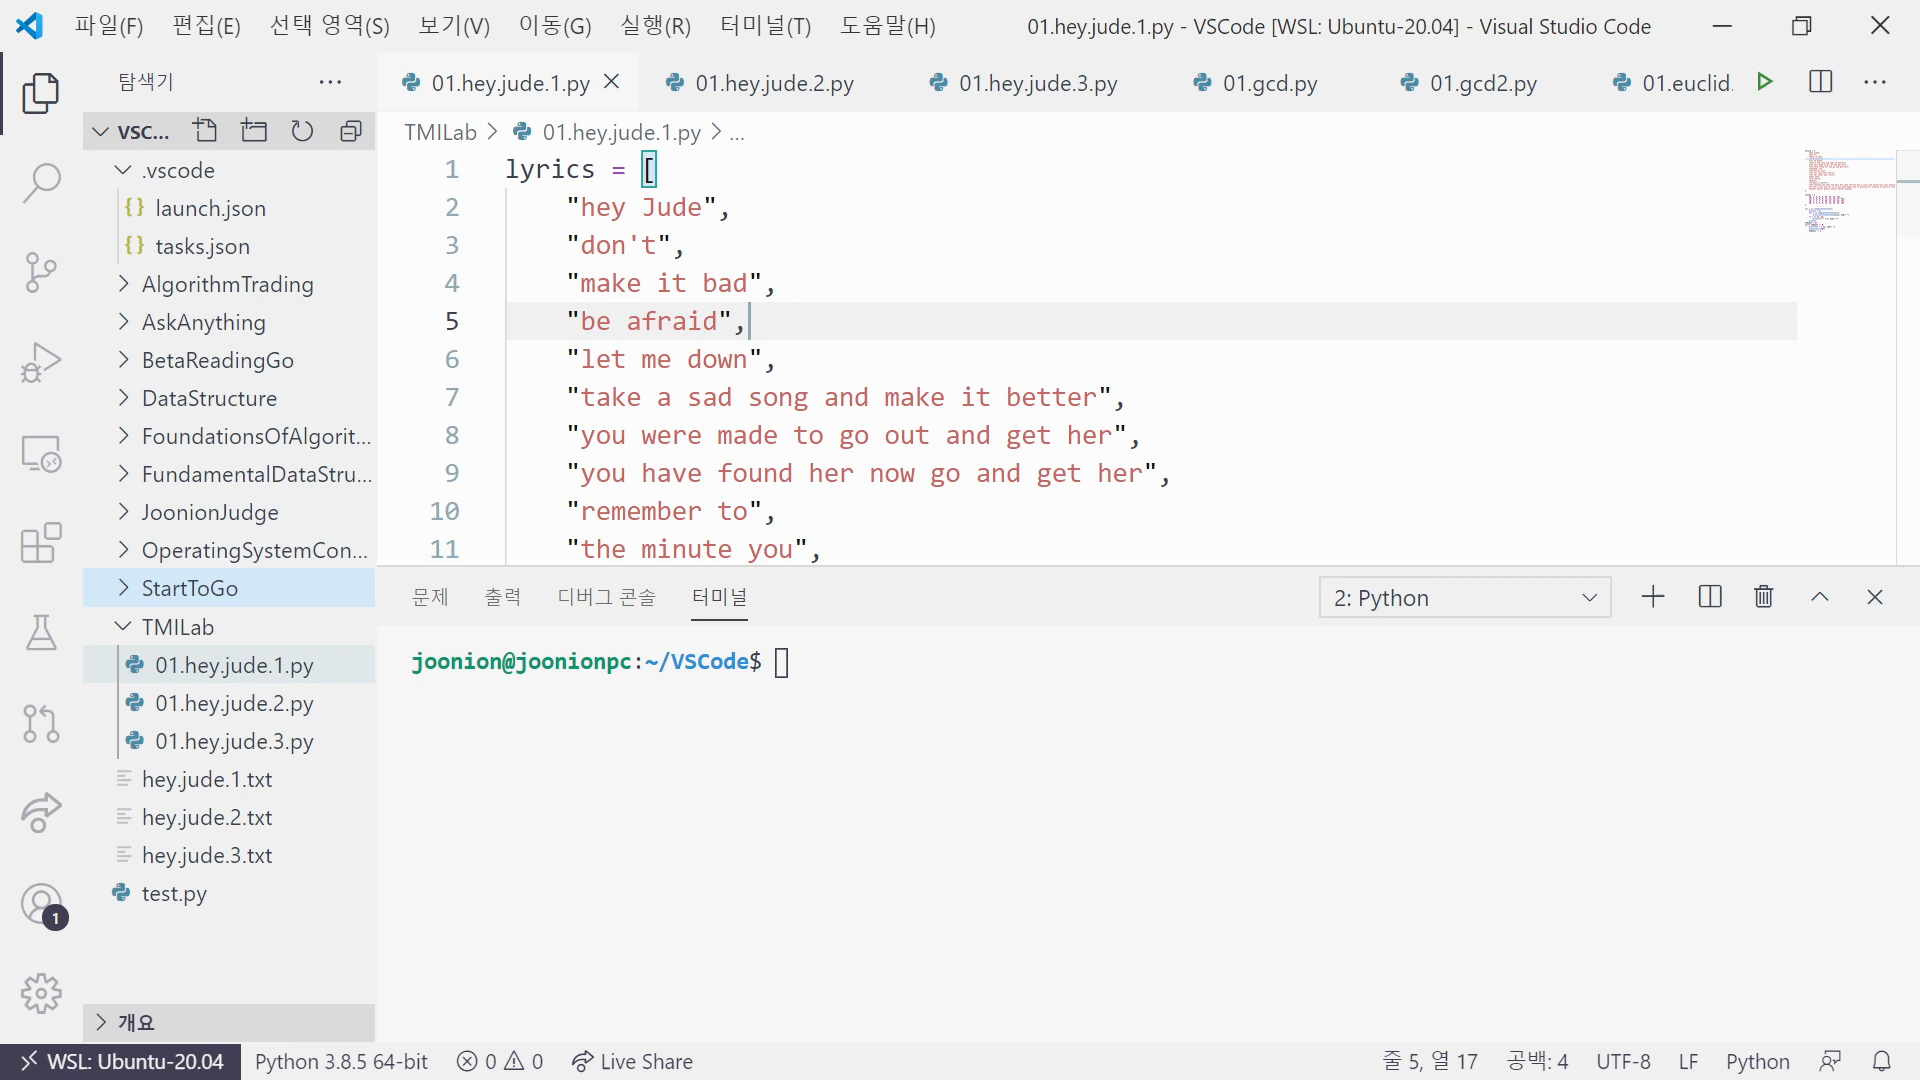 파일(F) 편집(E) 선택 영역(S) 보기(V) 이동(G) 실행(R) 터미널(T) 도움말(H) 01.hey.jude.1.py - VSCode [WSL: Ubuntu-20.04] - Visual Studio Code
탐색기 ···
01.hey.jude.1.py 01.hey.jude.2.py 01.hey.jude.3.py 01.gcd.py 01.gcd2.py 01.euclid. ···
VSC...
.vscode
launch.json
tasks.json
AlgorithmTrading
AskAnything
BetaReadingGo
DataStructure
FoundationsOfAlgorit...
FundamentalDataStru...
JoonionJudge
OperatingSystemCon...
StartToGo
TMILab
01.hey.jude.1.py
01.hey.jude.2.py
01.hey.jude.3.py
hey.jude.1.txt
hey.jude.2.txt
hey.jude.3.txt
test.py
개요
1
TMILab > 01.hey.jude.1.py > ...
1 lyrics = [
2 "hey Jude",
3 "don't",
4 "make it bad",
5 "be afraid",
6 "let me down",
7 "take a sad song and make it better",
8 "you were made to go out and get her",
9 "you have found her now go and get her",
10 "remember to",
11 "the minute you",
문제 출력 디버그 콘솔 터미널 2: Python
joonion@joonionpc:~/VSCode$
WSL: Ubuntu-20.04 Python 3.8.5 64-bit 0 0 Live Share 줄 5, 열 17 공백: 4 UTF-8 LF Python